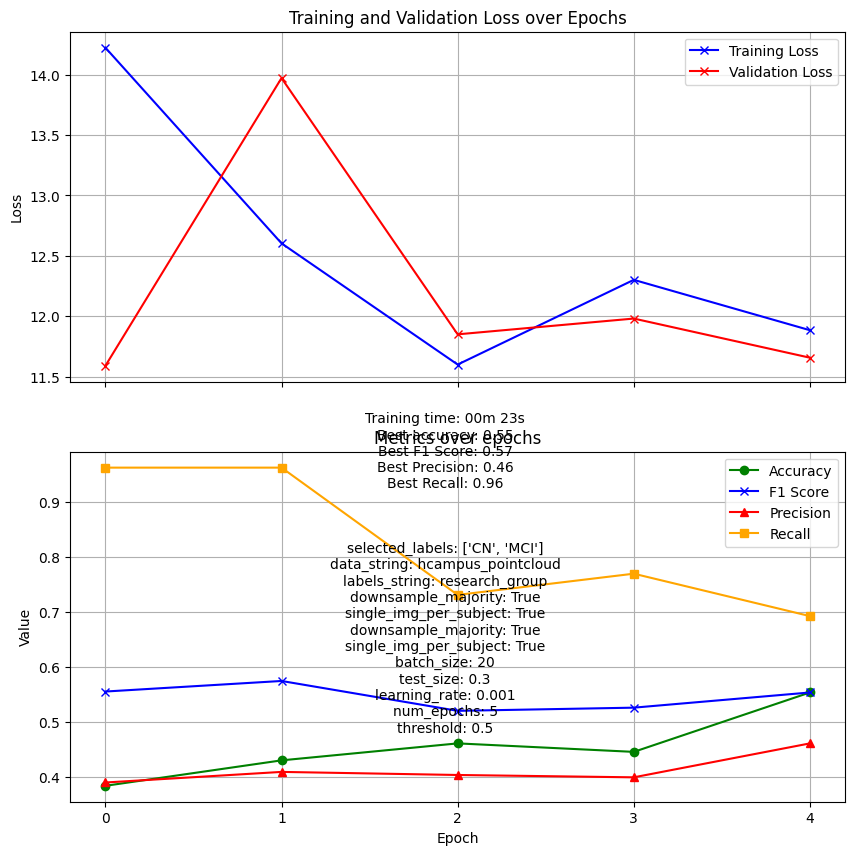 Training and Validation Loss over Epochs
Training Loss
Validation Loss
14.0
13.5
13.0
12.5
12.0
11.5
Loss
Training time: 00m 23s
Best accuracy: 0.55
Metrics over epochs
Best F1 Score: 0.57
Best Precision: 0.46
Best Recall: 0.96
Accuracy
F1 Score
Precision
Recall
selected_labels: ['CN', 'MCI']
data_string: hcampus_pointcloud
labels_string: research_group
downsample_majority: True
single_img_per_subject: True
downsample_majority: True
single_img_per_subject: True
batch_size: 20
test_size: 0.3
learning_rate: 0.001
num_epochs: 5
threshold: 0.5
0.9
0.8
0.7
0.6
0.5
0.4
Value
0 1 2 3 4
Epoch